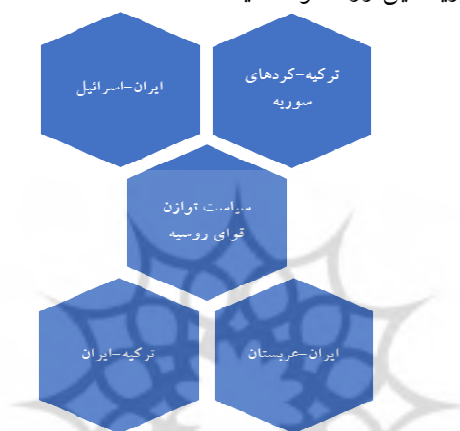 ترکیه-کردهای
سوریه
ایران-اسرائیل
سیاست توازن
قوای روسیه
ایران-عربستان
ترکیه-ایران